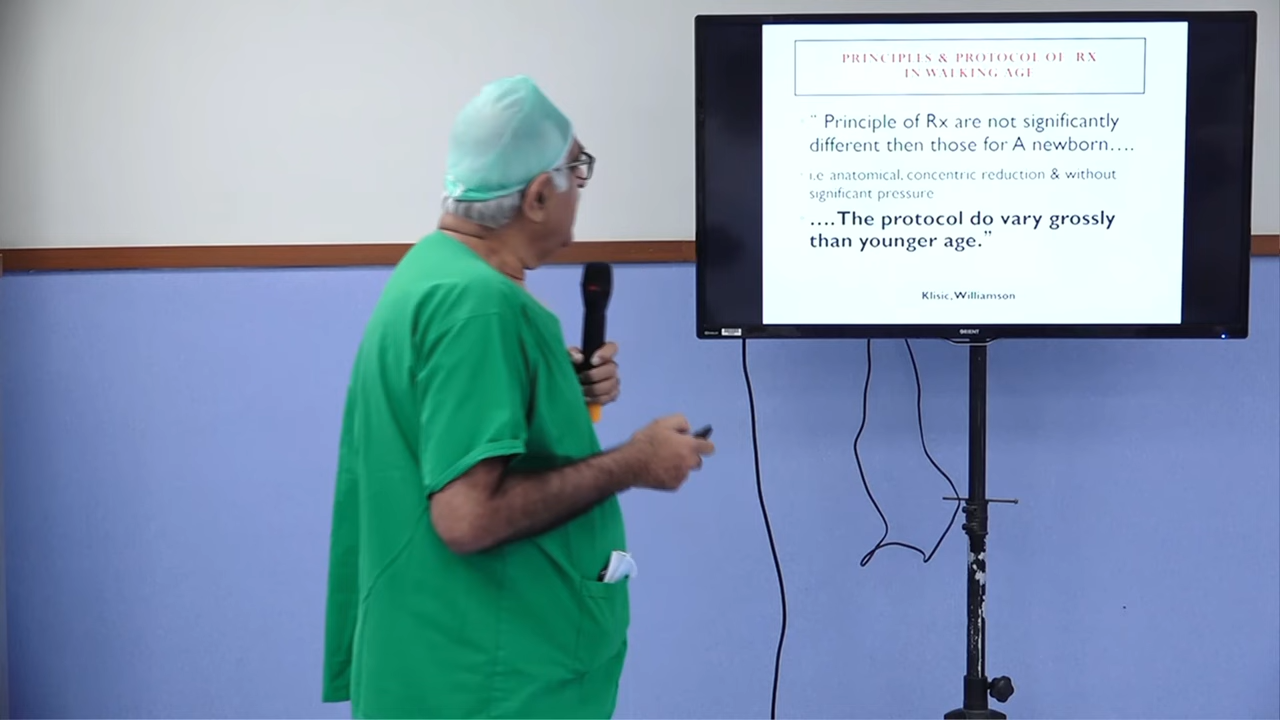 PRINCIPLES & PROTOCOL OF RX
IN WALKING AGE
" Principle of Rx are not significantly
different then those for A newborn....
i.e anatomical, concentric reduction & without
significant pressure
....The protocol do vary grossly
than younger age."
Klisic, Williamson
ORIENT